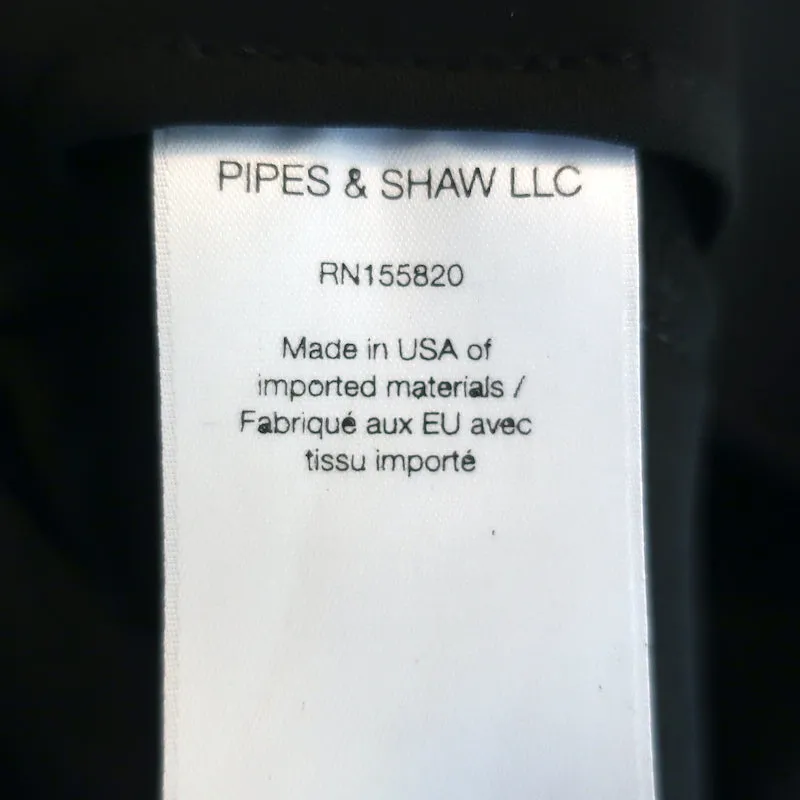 PIPES & SHAW LLC
RN155820
Made in USA of
imported materials /
Fabriqué aux EU avec
tissu importé